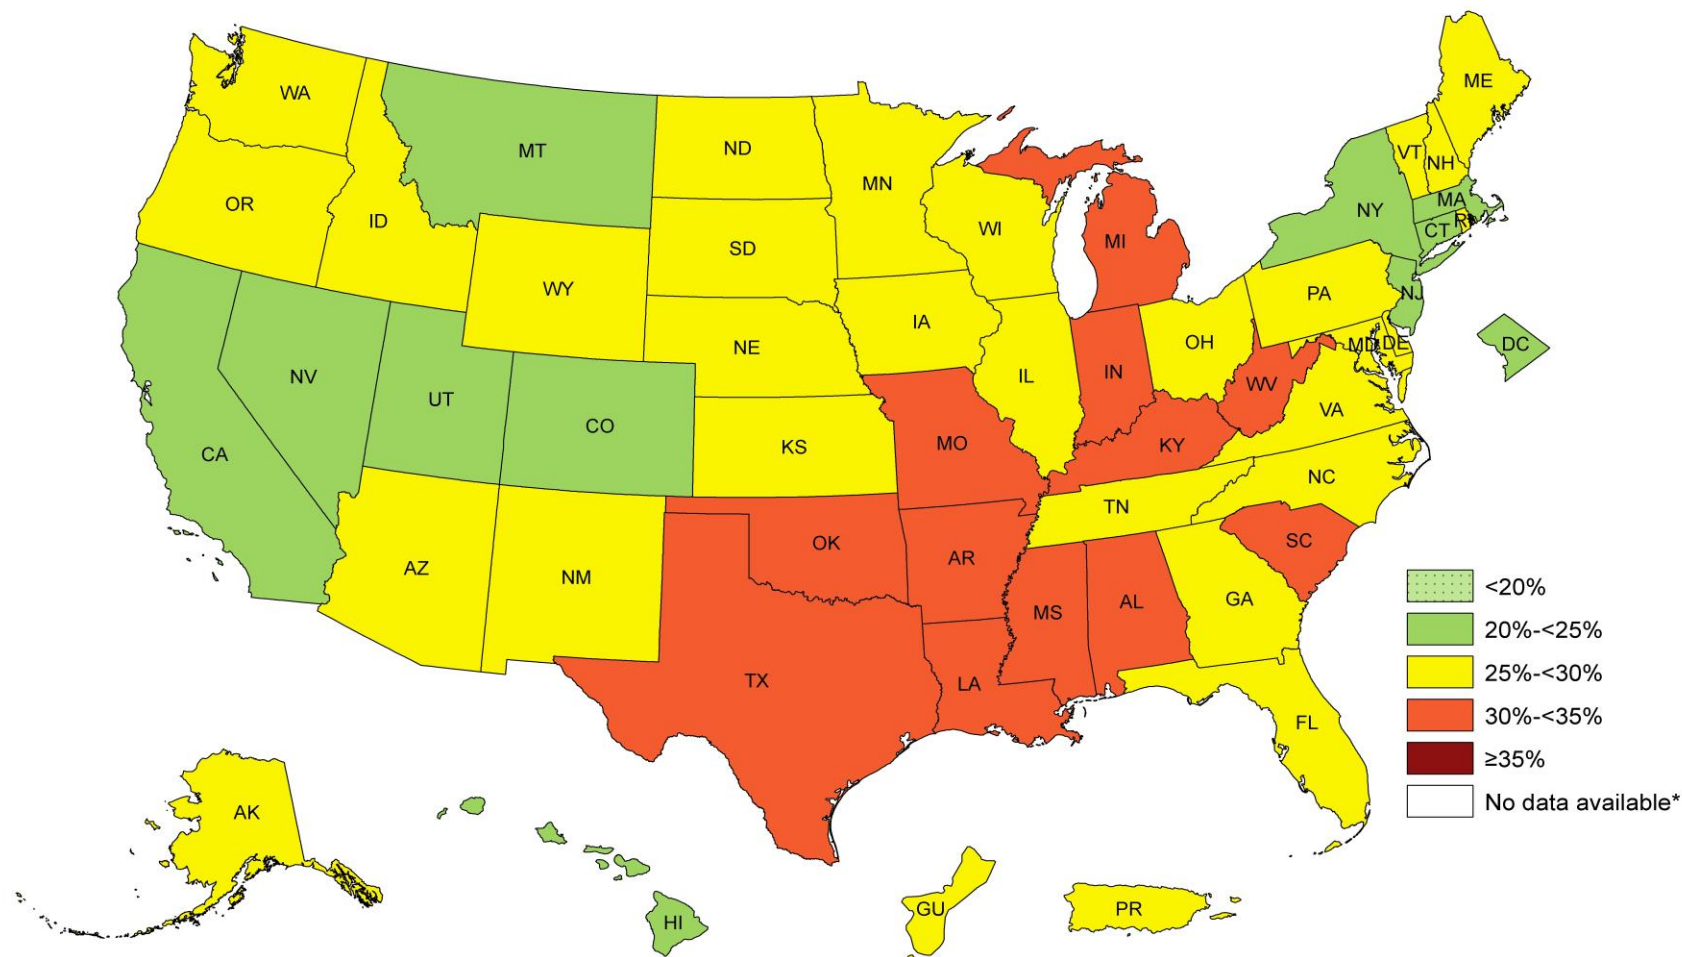 WA
MT
ND
MN
ME
VT
NH
OR
ID
SD
WI
MI
NY
MA
CT
RI
WY
IA
PA
NJ
NE
OH
MD
DE
DC
NV
UT
CO
IL
IN
WV
VA
CA
KS
MO
KY
NC
TN
AZ
NM
OK
AR
SC
MS
AL
GA
TX
LA
FL
AK
HI
GU
PR
<20%
20%-<25%
25%-<30%
30%-<35%
≥35%
No data available*